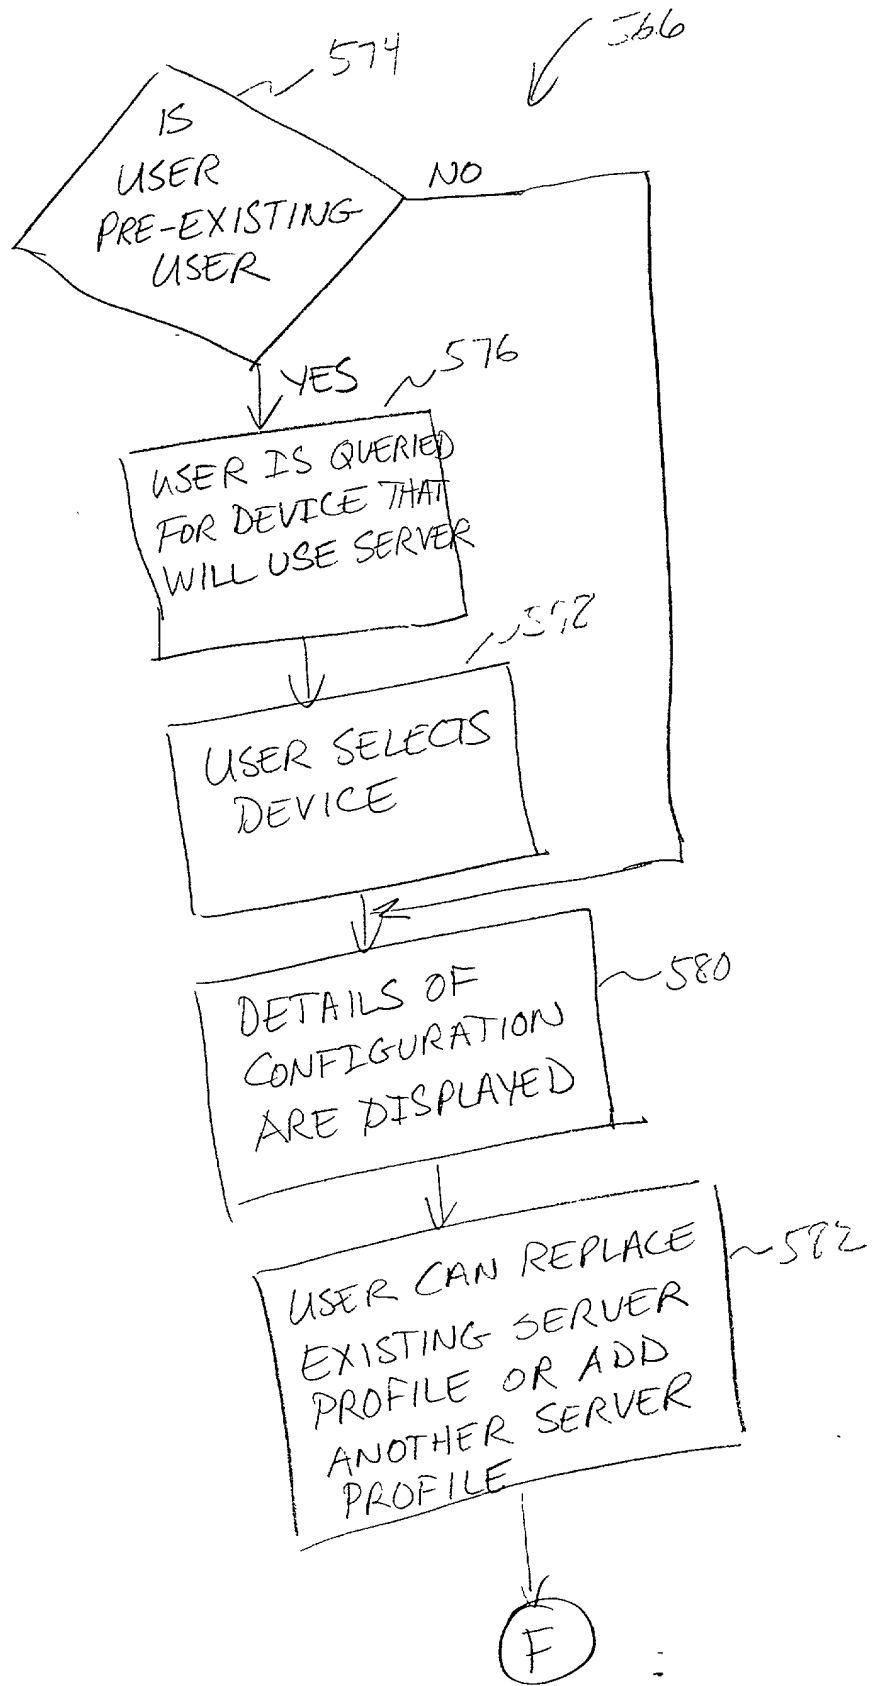 574
566
IS
USER
PRE-EXISTING
USER
NO
YES
576
USER IS QUERIED
FOR DEVICE THAT
WILL USE SERVER
USER SELECTS
DEVICE
DETAILS OF
CONFIGURATION
ARE DISPLAYED
580
USER CAN REPLACE
EXISTING SERVER
PROFILE OR ADD
ANOTHER SERVER
PROFILE
F